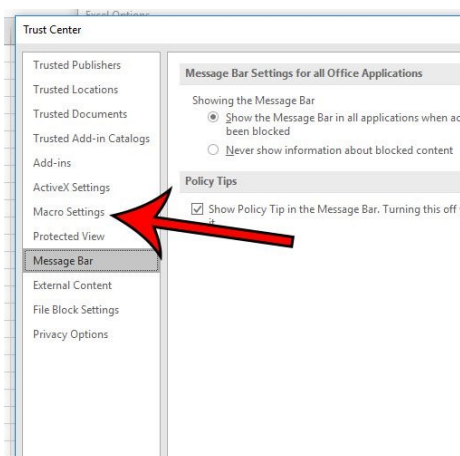 Excel Options
Trust Center
Trusted Publishers
Trusted Locations
Trusted Documents
Trusted Add-in Catalogs
Add-ins
ActiveX Settings
Macro Settings
Protected View
Message Bar
External Content
File Block Settings
Privacy Options
Message Bar Settings for all Office Applications
Showing the Message Bar
Show the Message Bar in all applications when ac
been blocked
Never show information about blocked content
Policy Tips
Show Policy Tip in the Message Bar. Turning this off
it